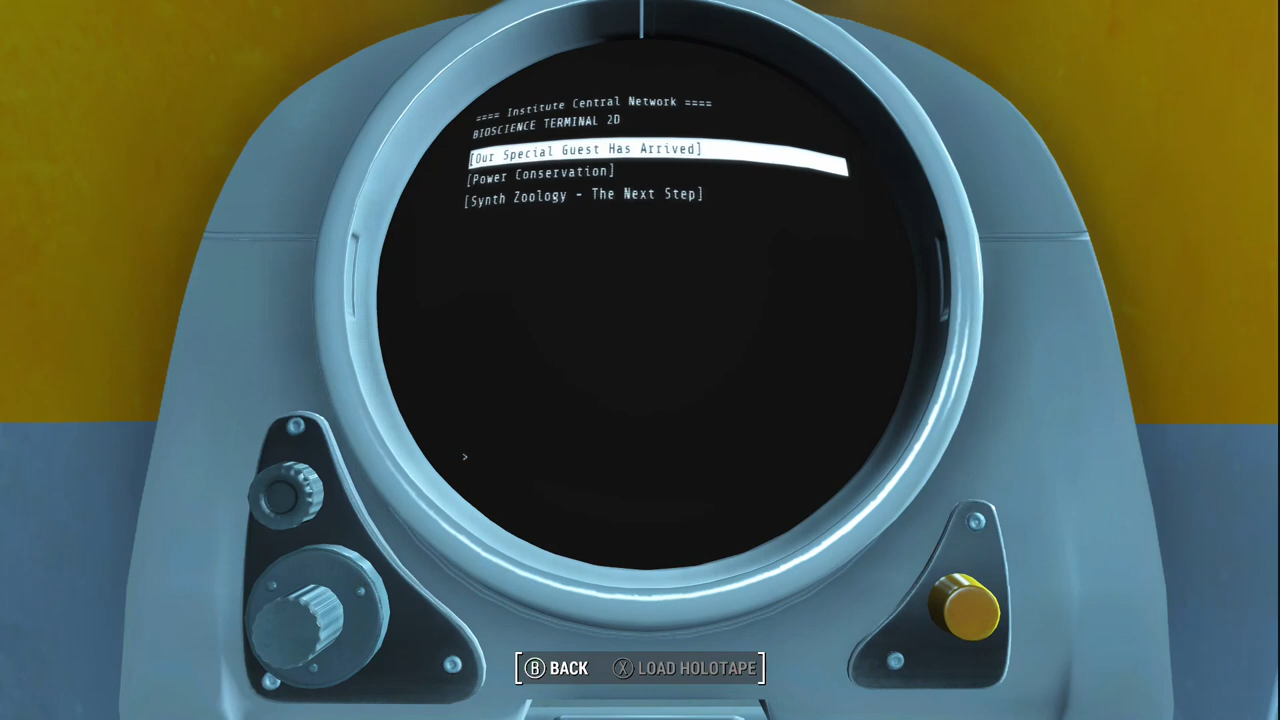 ==== Institute Central Network ====
BIOSCIENCE TERMINAL 2D
[Our Special Guest Has Arrived]
[Power Conservation]
[Synth Zoology - The Next Step]
>
[B BACK X LOAD HOLOTAPE]